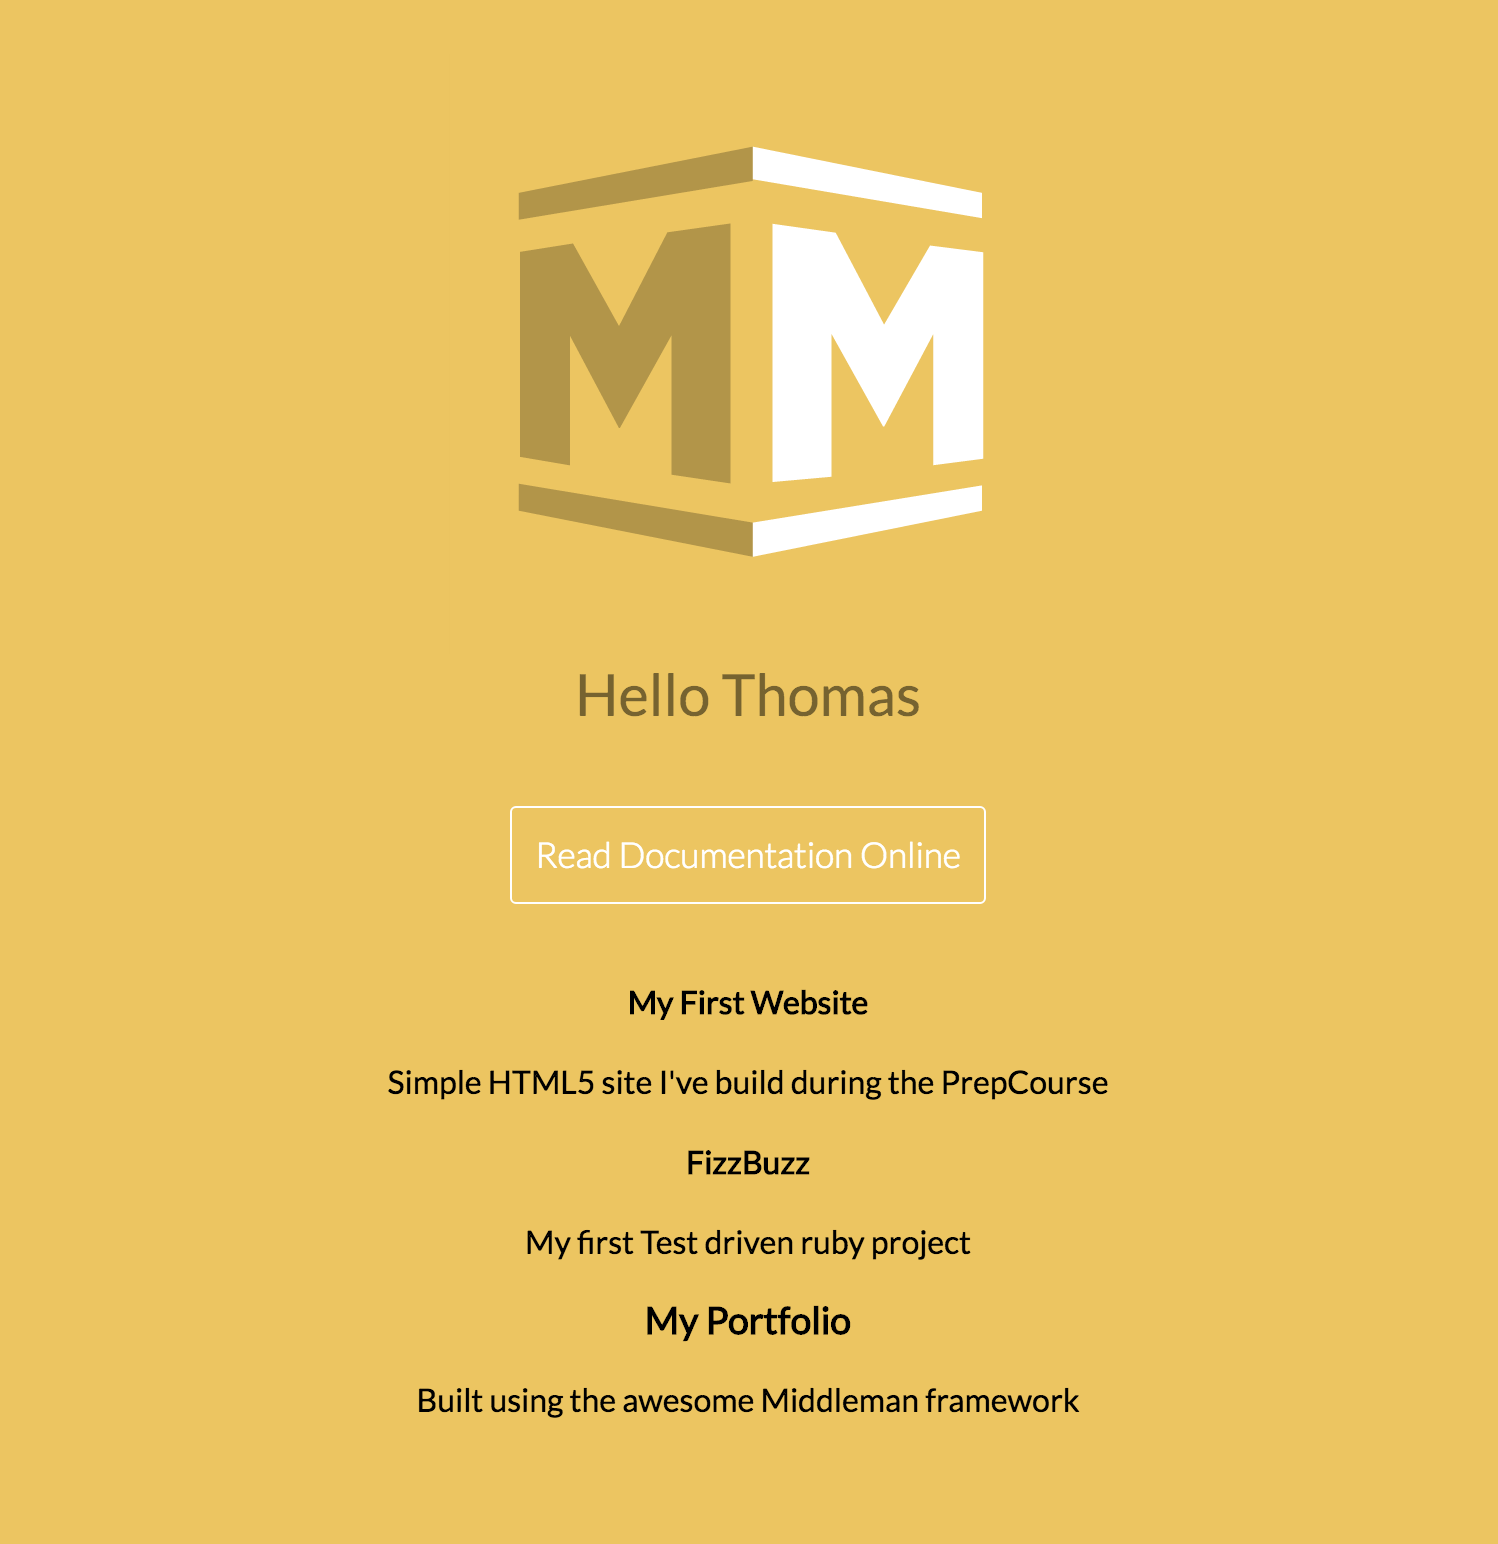 MM
Hello Thomas
Read Documentation Online
My First Website
Simple HTML5 site I've build during the PrepCourse
FizzBuzz
My first Test driven ruby project
My Portfolio
Built using the awesome Middleman framework